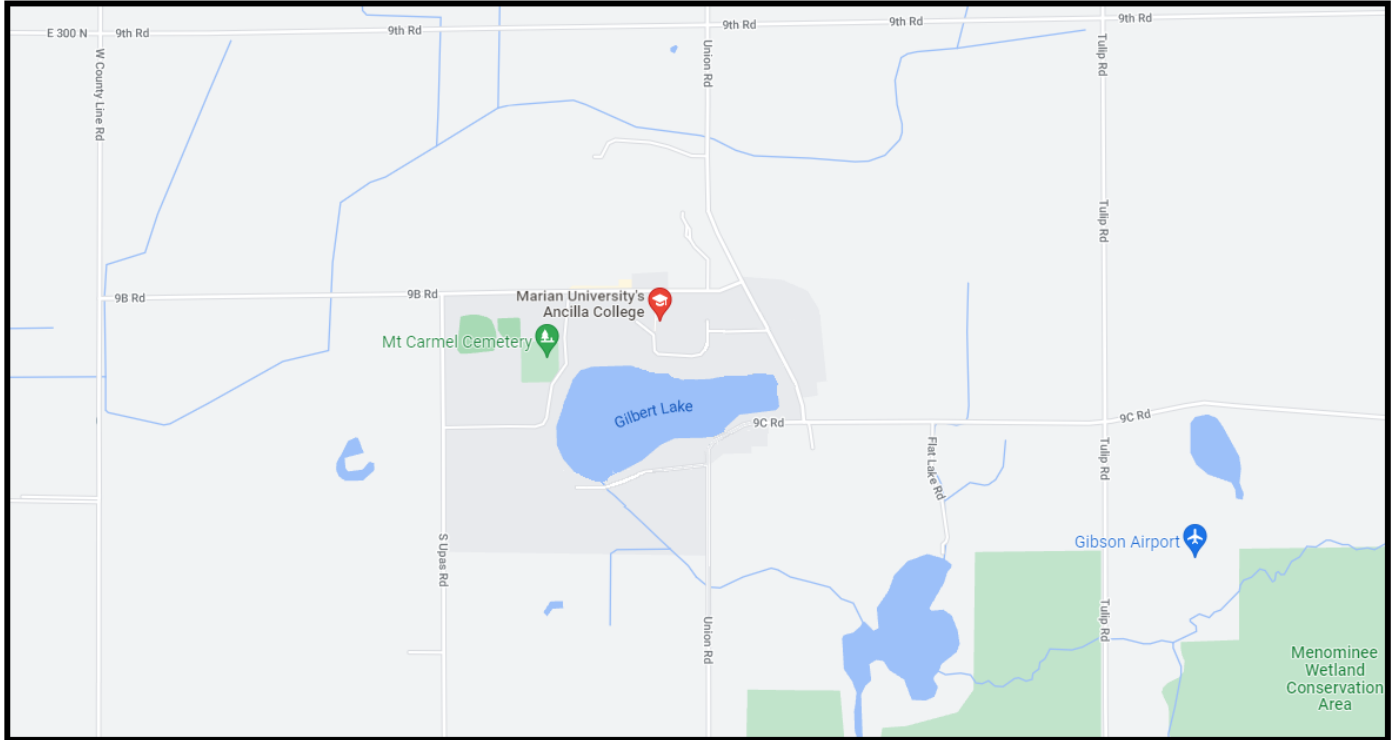 9th Rd
9th Rd
9th Rd
9th Rd
E 300 N
9th Rd
W County Line Rd
Union Rd
Tulip Rd
Tulip Rd
9B Rd
9B Rd
Marian University's
Ancilla College
Mt Carmel Cemetery
Gilbert Lake
9C Rd
9C Rd
Flat Lake Rd
Tulip Rd
S Upas Rd
Gibson Airport
Union Rd
Tulip Rd
Menominee
Wetland
Conservation
Area